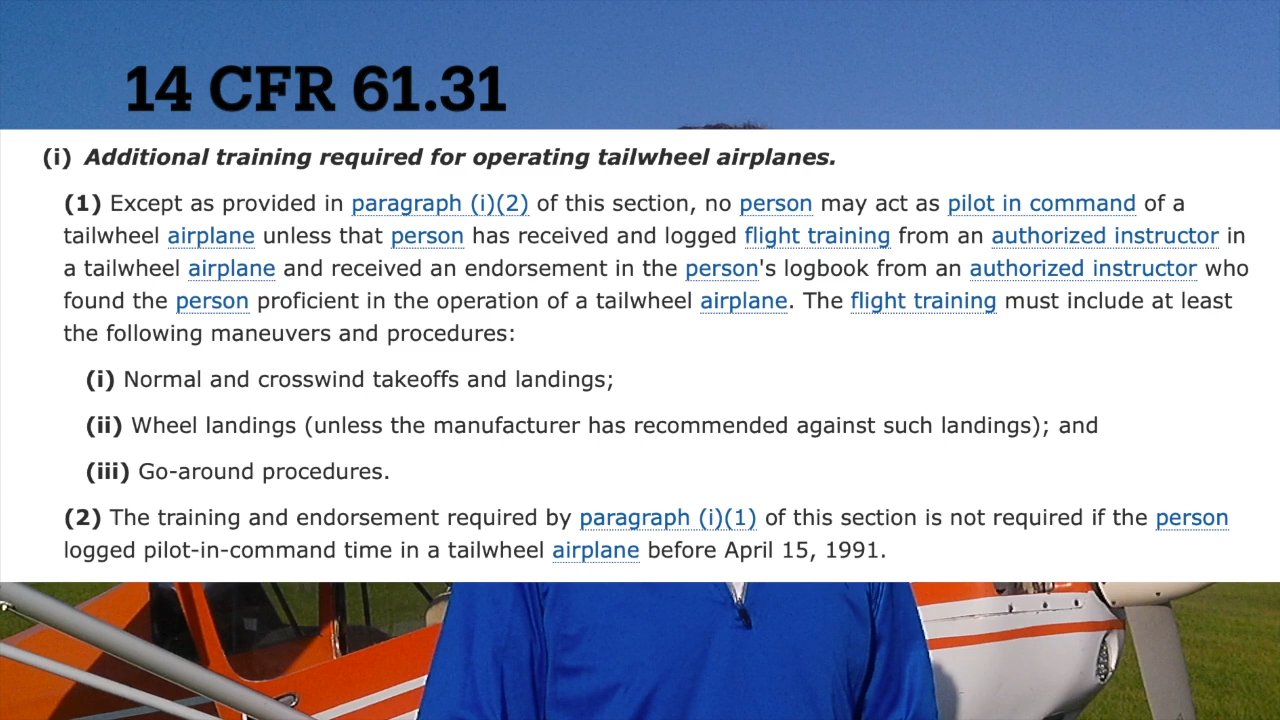 14 CFR 61.31
(i) Additional training required for operating tailwheel airplanes.
(1) Except as provided in paragraph (i)(2) of this section, no person may act as pilot in command of a
tailwheel airplane unless that person has received and logged flight training from an authorized instructor in
a tailwheel airplane and received an endorsement in the person's logbook from an authorized instructor who
found the person proficient in the operation of a tailwheel airplane. The flight training must include at least
the following maneuvers and procedures:
(i) Normal and crosswind takeoffs and landings;
(ii) Wheel landings (unless the manufacturer has recommended against such landings); and
(iii) Go-around procedures.
(2) The training and endorsement required by paragraph (i)(1) of this section is not required if the person
logged pilot-in-command time in a tailwheel airplane before April 15, 1991.